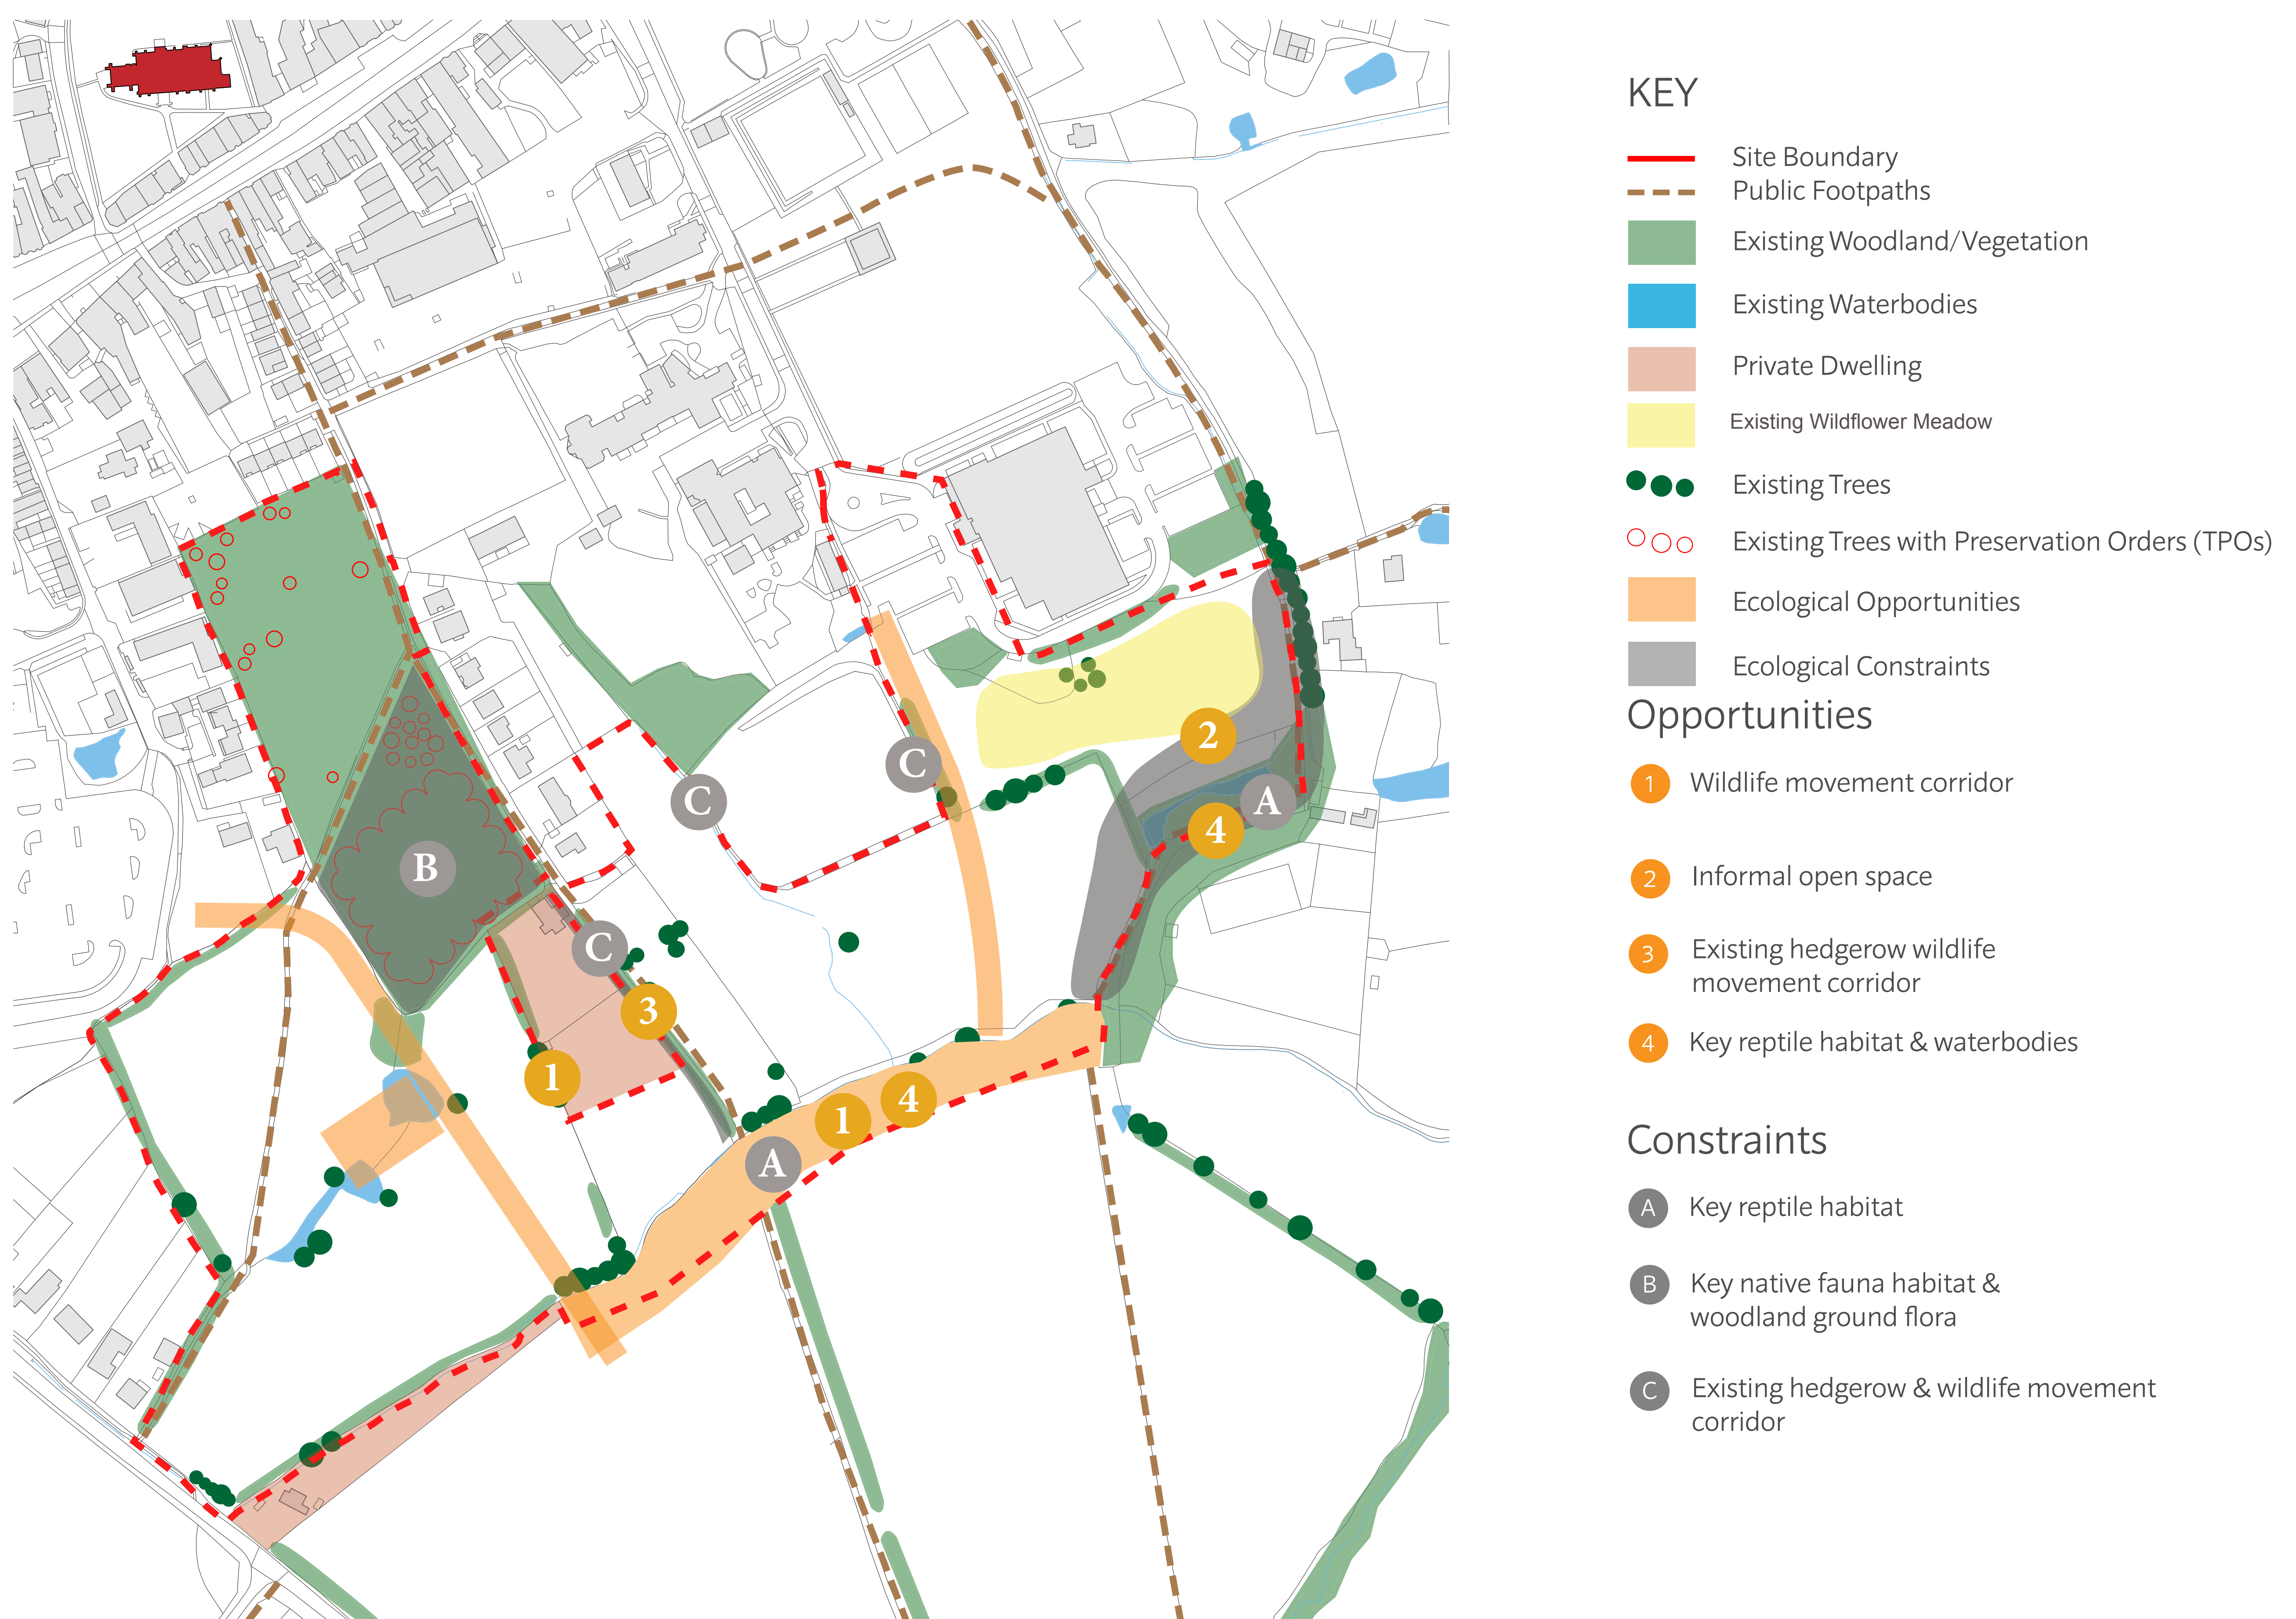 KEY
Site Boundary
Public Footpaths
Existing Woodland/Vegetation
Existing Waterbodies
Private Dwelling
Existing Wildflower Meadow
Existing Trees
Existing Trees with Preservation Orders (TPOs)
Ecological Opportunities
Ecological Constraints
Opportunities
1 Wildlife movement corridor
2 Informal open space
3 Existing hedgerow wildlife
movement corridor
4 Key reptile habitat & waterbodies
Constraints
A Key reptile habitat
B Key native fauna habitat &
woodland ground flora
C Existing hedgerow & wildlife movement
corridor
2
C
C
A
4
B
C
3
1
4
1
A